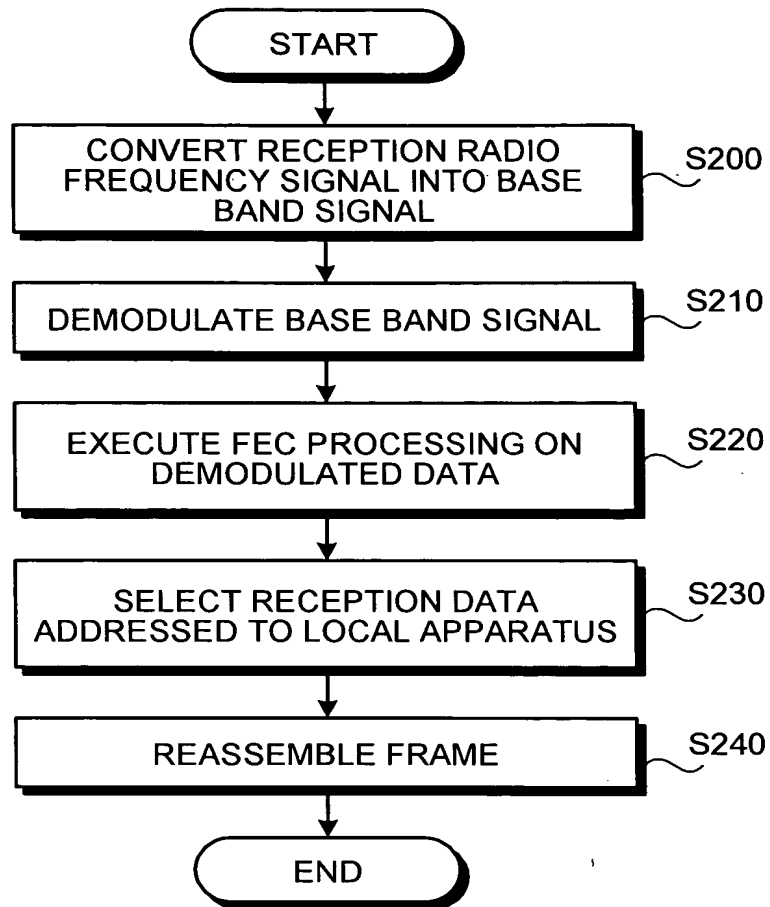 START
CONVERT RECEPTION RADIO
FREQUENCY SIGNAL INTO BASE
BAND SIGNAL
S200
DEMODULATE BASE BAND SIGNAL
S210
EXECUTE FEC PROCESSING ON
DEMODULATED DATA
S220
SELECT RECEPTION DATA
ADDRESSED TO LOCAL APPARATUS
S230
REASSEMBLE FRAME
S240
END